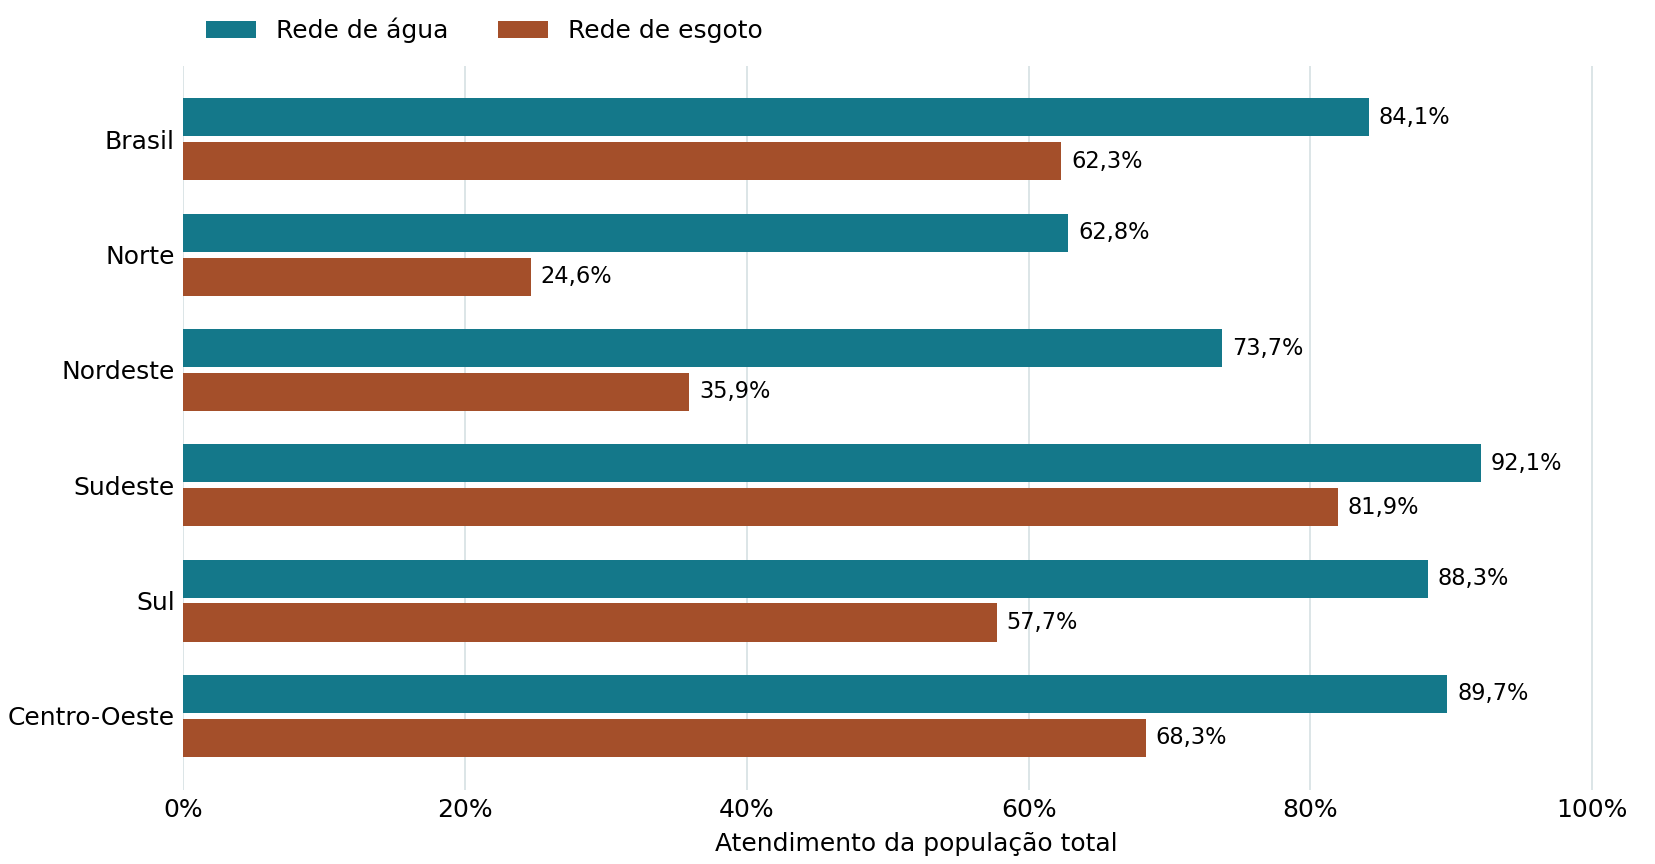 Rede de água Rede de esgoto
Brasil 84,1%
62,3%
Norte 62,8%
24,6%
Nordeste 73,7%
35,9%
Sudeste 92,1%
81,9%
Sul 88,3%
57,7%
Centro-Oeste 89,7%
68,3%
0% 20% 40% 60% 80% 100%
Atendimento da população total